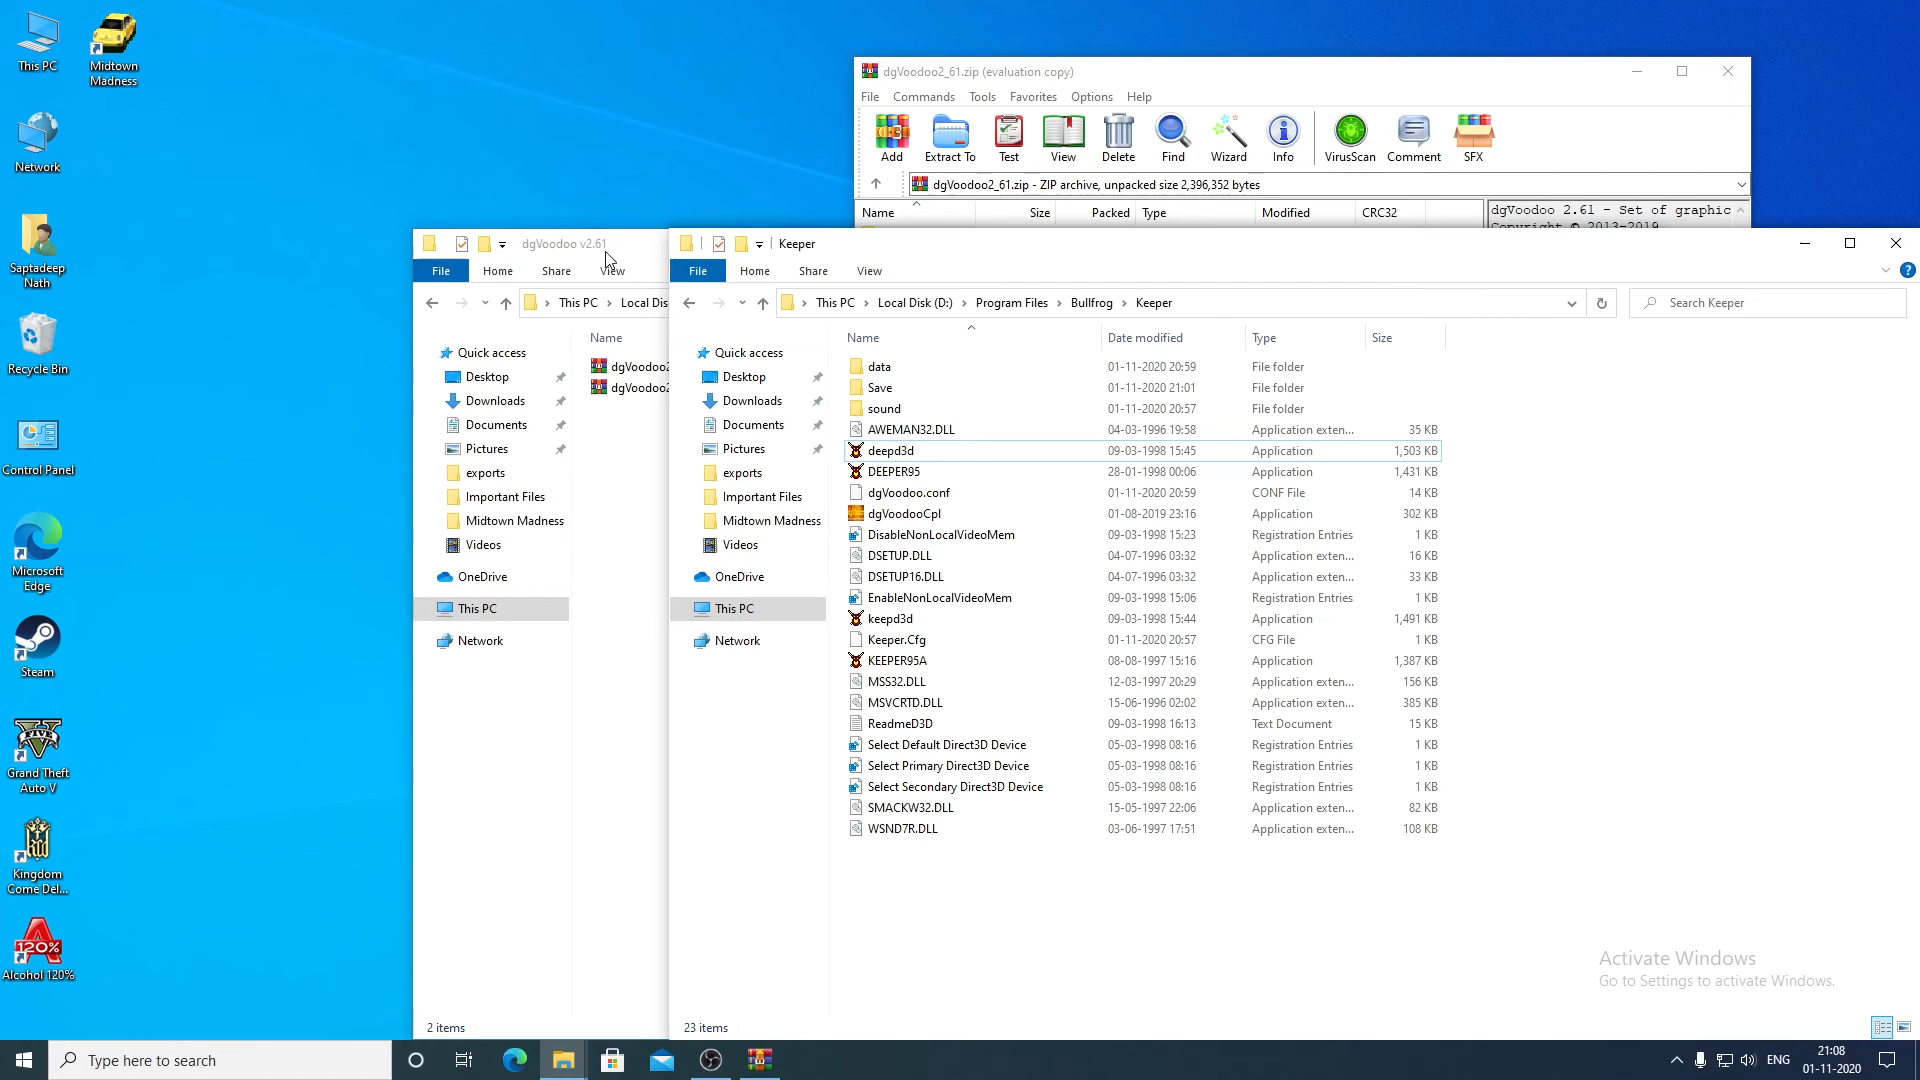 This PC
Midtown
Madness
Network
Saptadeep
Nath
Recycle Bin
Control Panel
Microsoft
Edge
Steam
Grand Theft
Auto V
Kingdom
Come Del...
Alcohol 120%
dgVoodoo2_61.zip (evaluation copy)
File Commands Tools Favorites Options Help
Add Extract To Test View Delete Find Wizard Info VirusScan Comment SFX
dgVoodoo2_61.zip - ZIP archive, unpacked size 2,396,352 bytes
Name Size Packed Type Modified CRC32
dgVoodoo 2.61 - Set of graphic
Copyright © 2013-2019
dgVoodoo v2.61
File Home Share View
This PC Local Dis
Name
Quick access
Desktop
Downloads
Documents
Pictures
exports
Important Files
Midtown Madness
Videos
OneDrive
This PC
Network
dgVoodoo2
dgVoodoo2
2 items
Keeper
File Home Share View
This PC Local Disk (D:) Program Files Bullfrog Keeper
Search Keeper
Quick access
Desktop
Downloads
Documents
Pictures
exports
Important Files
Midtown Madness
Videos
OneDrive
This PC
Network
Name Date modified Type Size
data 01-11-2020 20:59 File folder
Save 01-11-2020 21:01 File folder
sound 01-11-2020 20:57 File folder
AWEMAN32.DLL 04-03-1996 19:58 Application exten... 35 KB
deepd3d 09-03-1998 15:45 Application 1,503 KB
DEEPER95 28-01-1998 00:06 Application 1,431 KB
dgVoodoo.conf 01-11-2020 20:59 CONF File 14 KB
dgVoodooCpl 01-08-2019 23:16 Application 302 KB
DisableNonLocalVideoMem 09-03-1998 15:23 Registration Entries 1 KB
DSETUP.DLL 04-07-1996 03:32 Application exten... 16 KB
DSETUP16.DLL 04-07-1996 03:32 Application exten... 33 KB
EnableNonLocalVideoMem 09-03-1998 15:06 Registration Entries 1 KB
keepd3d 09-03-1998 15:44 Application 1,491 KB
Keeper.Cfg 01-11-2020 20:57 CFG File 1 KB
KEEPER95A 08-08-1997 15:16 Application 1,387 KB
MSS32.DLL 12-03-1997 20:29 Application exten... 156 KB
MSVCRTD.DLL 15-06-1996 02:02 Application exten... 385 KB
ReadmeD3D 09-03-1998 16:13 Text Document 15 KB
Select Default Direct3D Device 05-03-1998 08:16 Registration Entries 1 KB
Select Primary Direct3D Device 05-03-1998 08:16 Registration Entries 1 KB
Select Secondary Direct3D Device 05-03-1998 08:16 Registration Entries 1 KB
SMACKW32.DLL 15-05-1997 22:06 Application exten... 82 KB
WSND7R.DLL 03-06-1997 17:51 Application exten... 108 KB
23 items
Activate Windows
Go to Settings to activate Windows.
Type here to search
ENG
21:08
01-11-2020